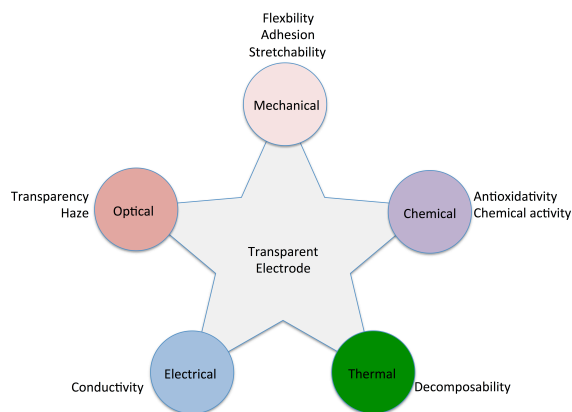 Flexbility
Adhesion
Stretchability
Mechanical
Transparency
Haze
Optical
Chemical
Antioxidativity
Chemical activity
Transparent
Electrode
Electrical
Conductivity
Thermal
Decomposability